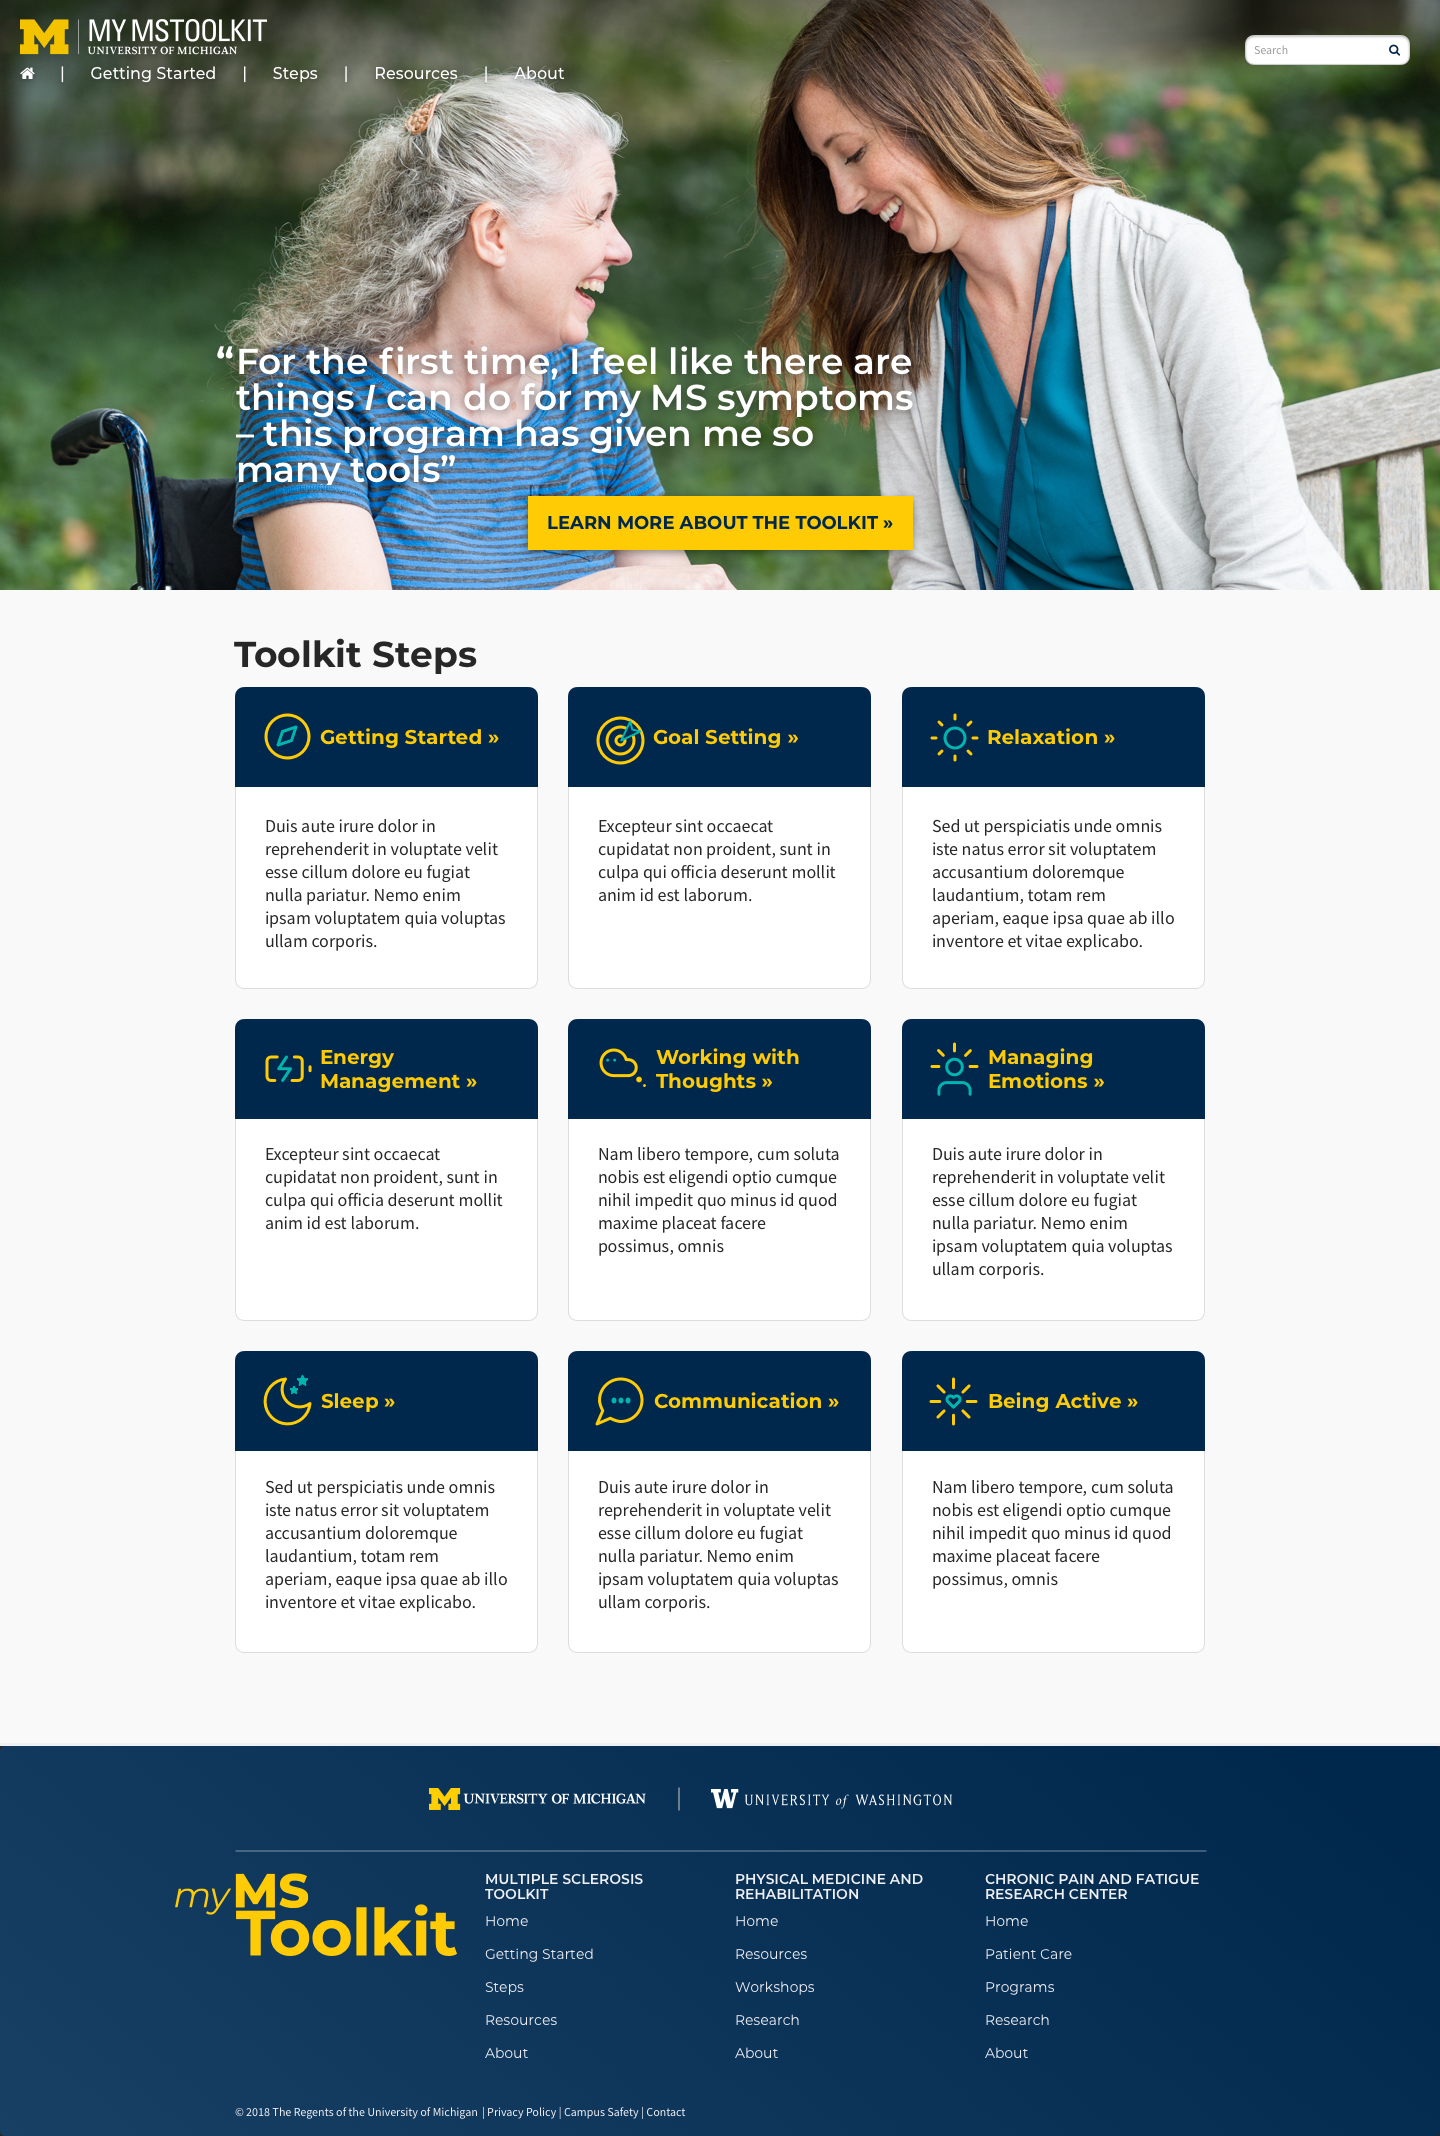 M | MY MSTOOLKIT
UNIVERSITY OF MICHIGAN
Search
| Getting Started | Steps | Resources | About
“For the first time, I feel like there are
things I can do for my MS symptoms
– this program has given me so
many tools”
LEARN MORE ABOUT THE TOOLKIT »
Toolkit Steps
Getting Started »
Duis aute irure dolor in
reprehenderit in voluptate velit
esse cillum dolore eu fugiat
nulla pariatur. Nemo enim
ipsam voluptatem quia voluptas
ullam corporis.
Goal Setting »
Excepteur sint occaecat
cupidatat non proident, sunt in
culpa qui officia deserunt mollit
anim id est laborum.
Relaxation »
Sed ut perspiciatis unde omnis
iste natus error sit voluptatem
accusantium doloremque
laudantium, totam rem
aperiam, eaque ipsa quae ab illo
inventore et vitae explicabo.
Energy
Management »
Excepteur sint occaecat
cupidatat non proident, sunt in
culpa qui officia deserunt mollit
anim id est laborum.
Working with
Thoughts »
Nam libero tempore, cum soluta
nobis est eligendi optio cumque
nihil impedit quo minus id quod
maxime placeat facere
possimus, omnis
Managing
Emotions »
Duis aute irure dolor in
reprehenderit in voluptate velit
esse cillum dolore eu fugiat
nulla pariatur. Nemo enim
ipsam voluptatem quia voluptas
ullam corporis.
Sleep »
Sed ut perspiciatis unde omnis
iste natus error sit voluptatem
accusantium doloremque
laudantium, totam rem
aperiam, eaque ipsa quae ab illo
inventore et vitae explicabo.
Communication »
Duis aute irure dolor in
reprehenderit in voluptate velit
esse cillum dolore eu fugiat
nulla pariatur. Nemo enim
ipsam voluptatem quia voluptas
ullam corporis.
Being Active »
Nam libero tempore, cum soluta
nobis est eligendi optio cumque
nihil impedit quo minus id quod
maxime placeat facere
possimus, omnis
M UNIVERSITY OF MICHIGAN | W UNIVERSITY of WASHINGTON
my MS
Toolkit
MULTIPLE SCLEROSIS
TOOLKIT
Home
Getting Started
Steps
Resources
About
PHYSICAL MEDICINE AND
REHABILITATION
Home
Resources
Workshops
Research
About
CHRONIC PAIN AND FATIGUE
RESEARCH CENTER
Home
Patient Care
Programs
Research
About
© 2018 The Regents of the University of Michigan | Privacy Policy | Campus Safety | Contact